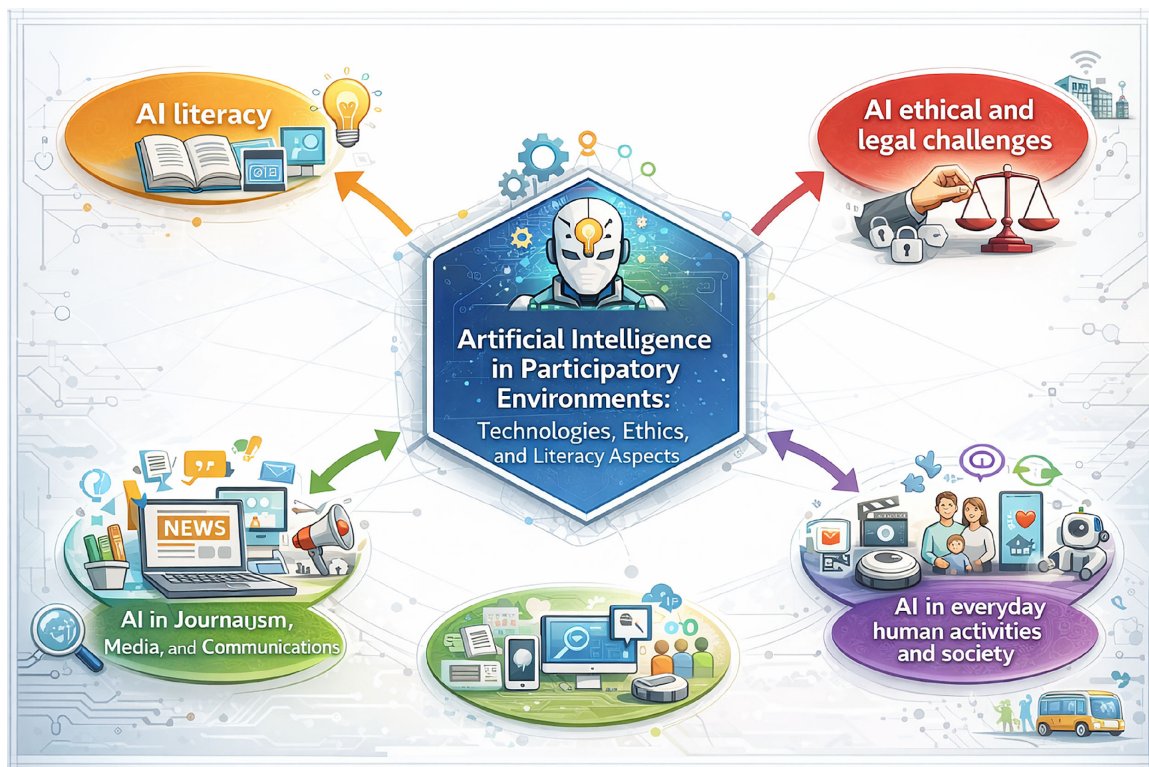 AI literacy
AI ethical and
legal challenges
Artificial Intelligence
in Participatory
Environments:
Technologies, Ethics,
and Literacy Aspects
NEWS
AI in Journaȷısm,
Media, and Communications
AI in everyday
human activities
and society